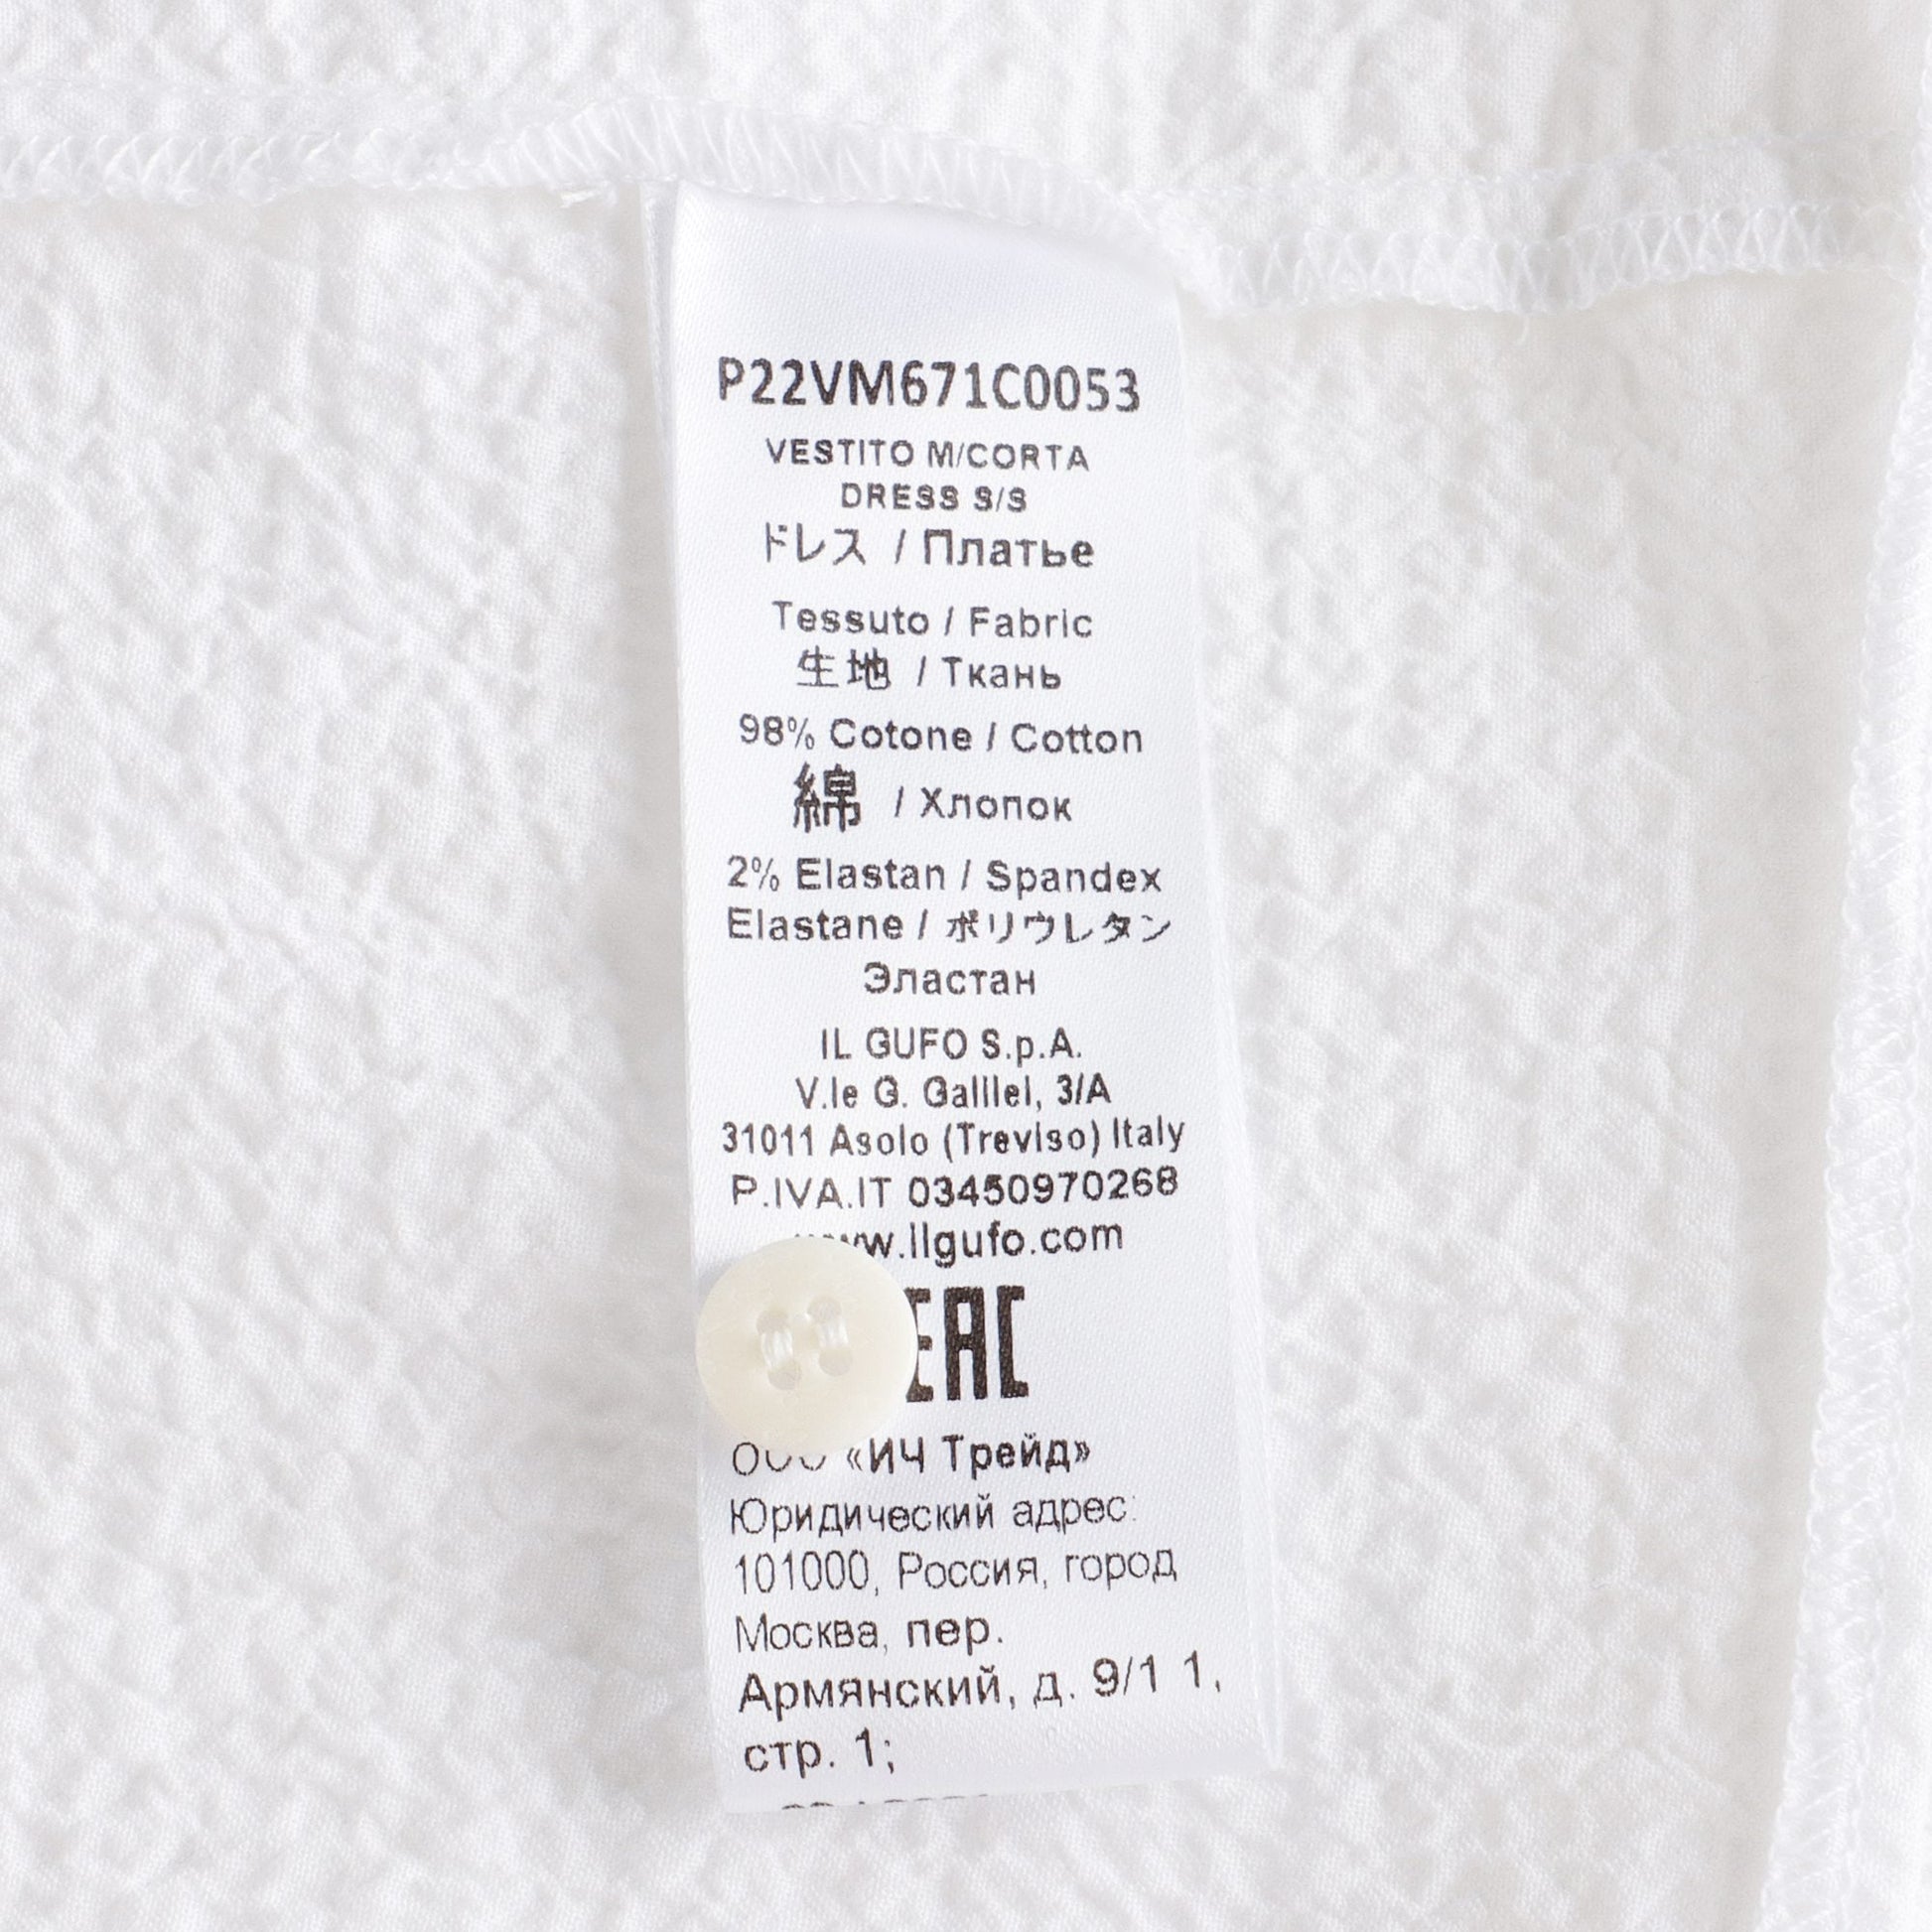 P22VM671C0053
VESTITO M/CORTA
DRESS S/S
ドレス / Платье
Tessuto / Fabric
生地 / Ткань
98% Cotone / Cotton
綿 / Хлопок
2% Elastan / Spandex
Elastane / ポリウレタン
Эластан
IL GUFO S.p.A.
V.le G. Galilei, 3/A
31011 Asolo (Treviso) Italy
P.IVA.IT 03450970268
www.ilgufo.com
EAC
ООО «ИЧ Трейд»
Юридический адрес:
101000, Россия, город
Москва, пер.
Армянский, д. 9/1 1,
стр. 1;